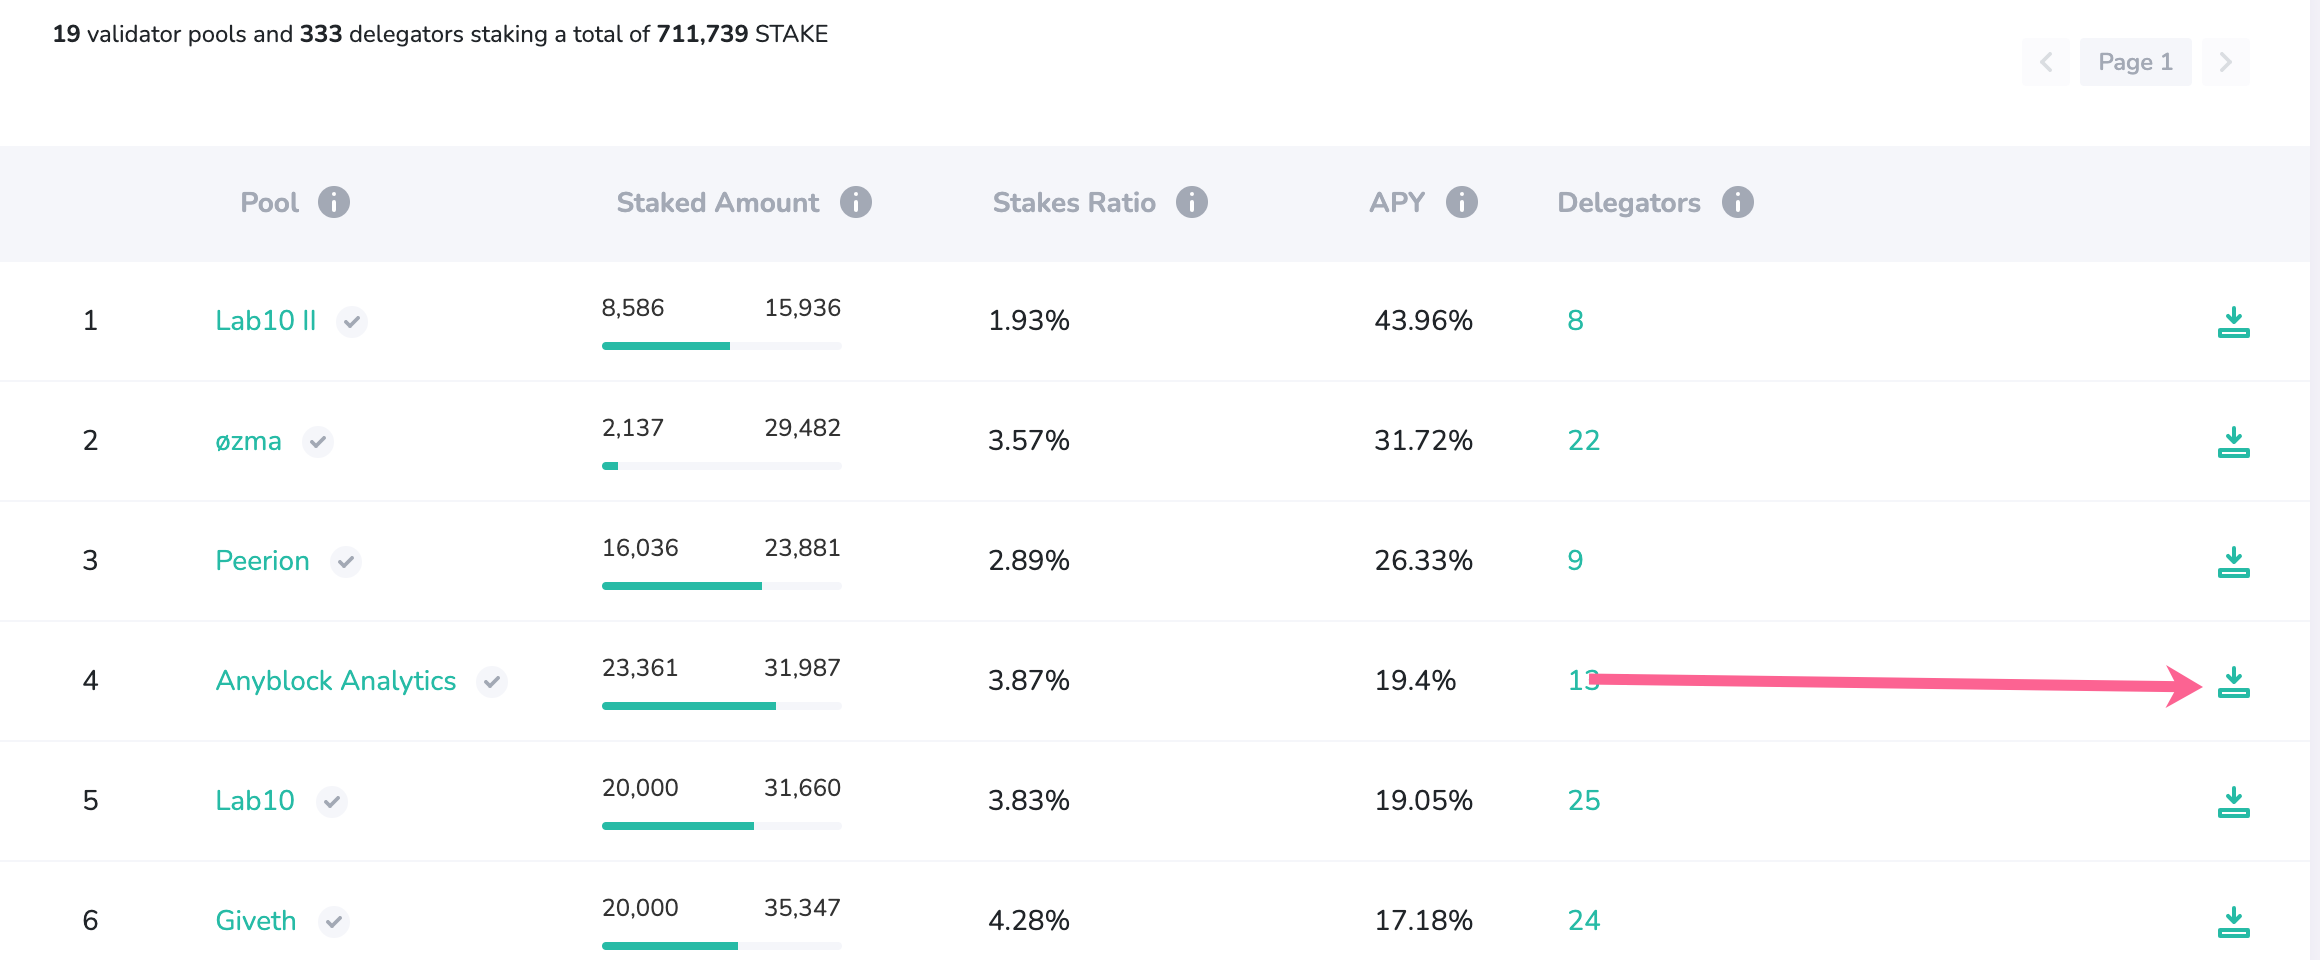 19 validator pools and 333 delegators staking a total of 711,739 STAKE
Page 1
Pool Staked Amount Stakes Ratio APY Delegators
1 Lab10 II 8,586 15,936 1.93% 43.96% 8
2 øzma 2,137 29,482 3.57% 31.72% 22
3 Peerion 16,036 23,881 2.89% 26.33% 9
4 Anyblock Analytics 23,361 31,987 3.87% 19.4% 13
5 Lab10 20,000 31,660 3.83% 19.05% 25
6 Giveth 20,000 35,347 4.28% 17.18% 24